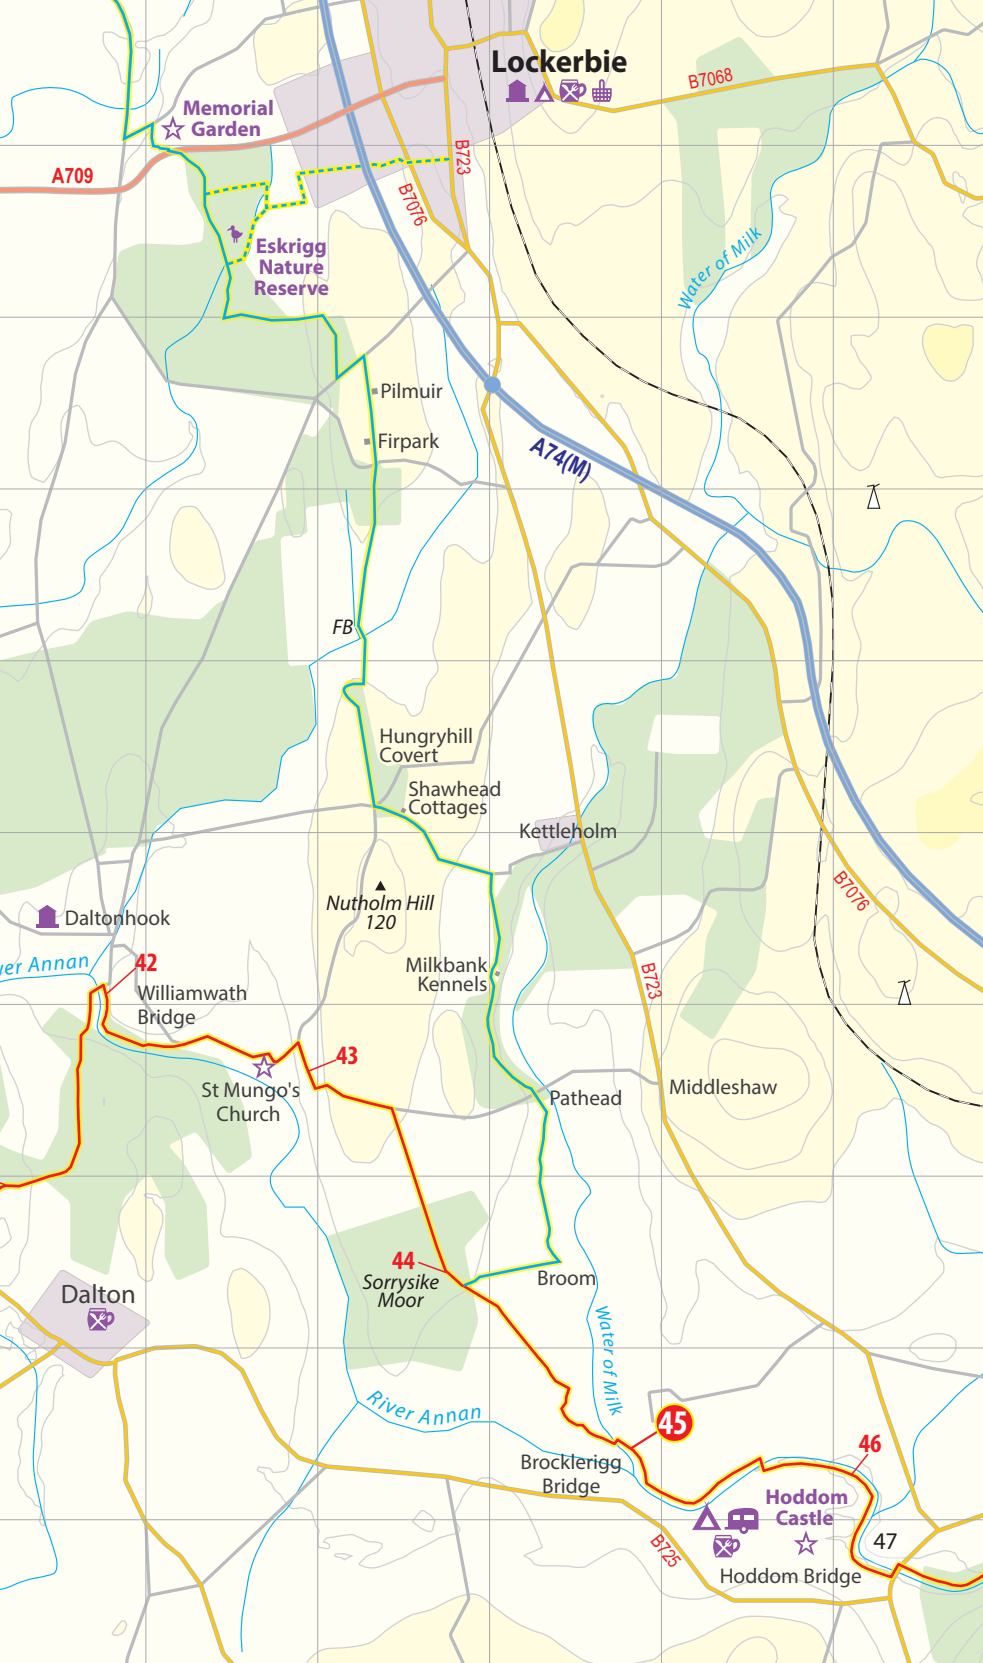 Lockerbie
B7068
Memorial
Garden
A709
B723
B7076
Eskrigg
Nature
Reserve
Water of Milk
Pilmuir
Firpark
A74(M)
FB
Hungryhill
Covert
Shawhead
Cottages
Kettleholm
Nutholm Hill
120
B7076
Daltonhook
ver Annan
42
Williamwath
Bridge
Milkbank
Kennels
B723
43
St Mungo's
Church
Pathead
Middleshaw
44
Sorrysike
Moor
Broom
Dalton
Water of Milk
River Annan
45
Brocklerigg
Bridge
46
Hoddom
Castle
47
B725
Hoddom Bridge